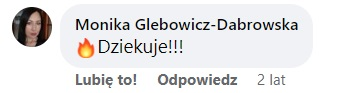 Monika Glebowicz-Dabrowska
🔥Dziekuje!!!
Lubię to! Odpowiedz 2 lat